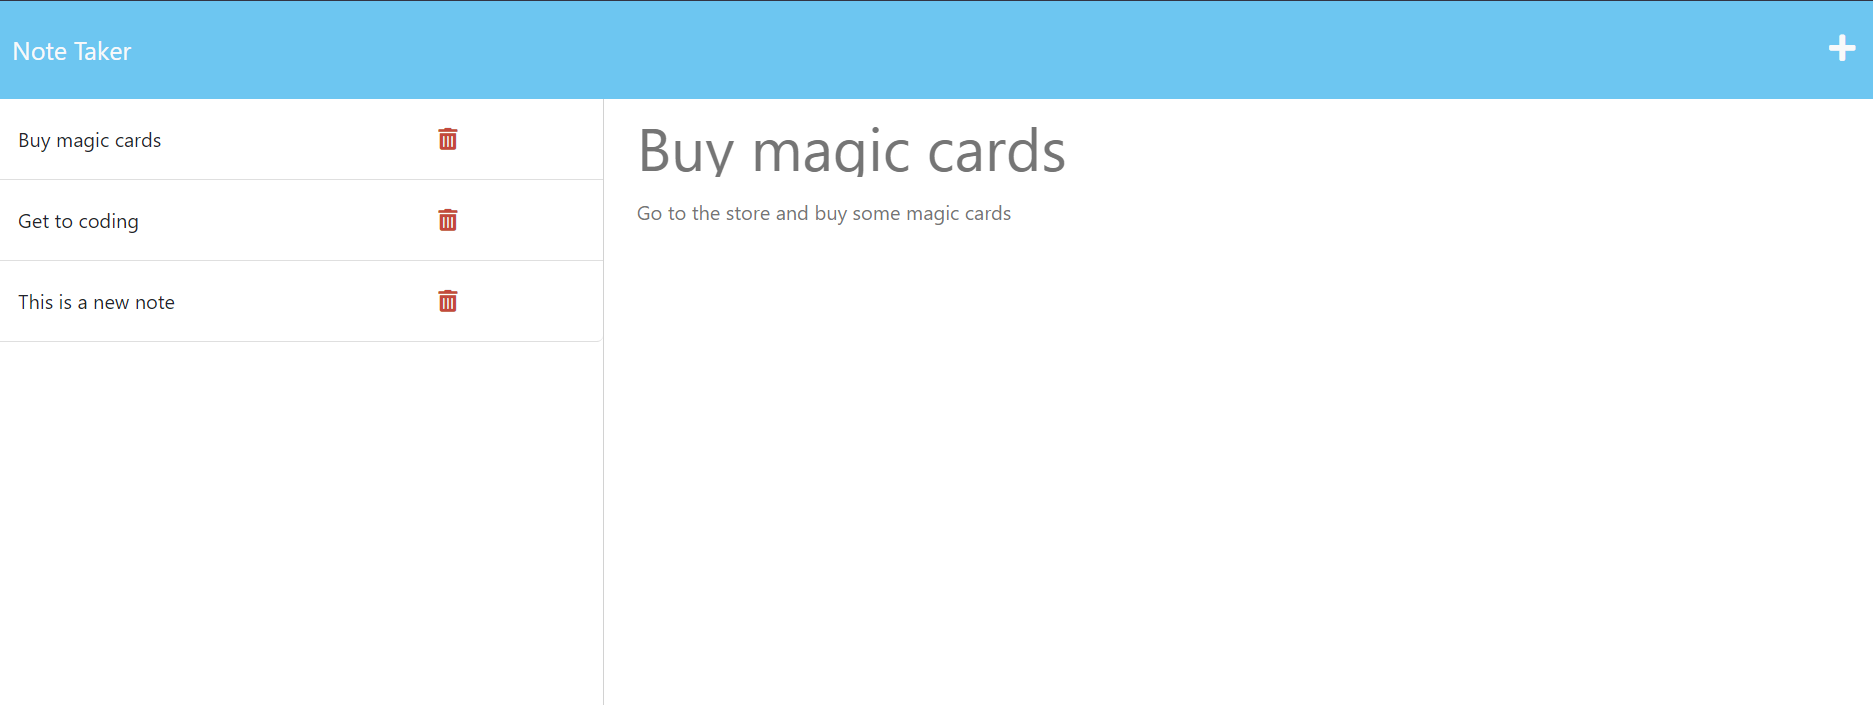 Note Taker
Buy magic cards
Get to coding
This is a new note
Buy magic cards
Go to the store and buy some magic cards